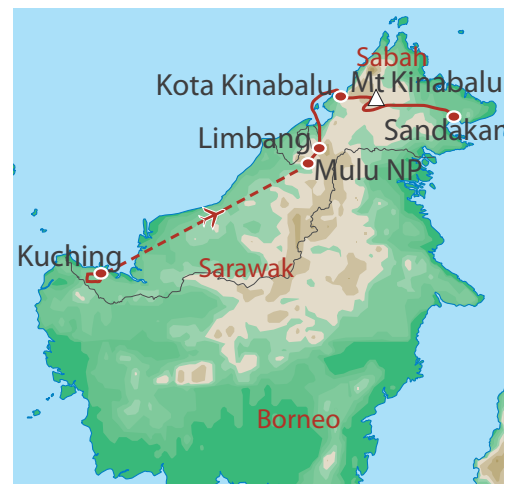 Sabah
Kota Kinabalu
Mt Kinabalu
Sandakan
Limbang
Mulu NP
Kuching
Sarawak
Borneo